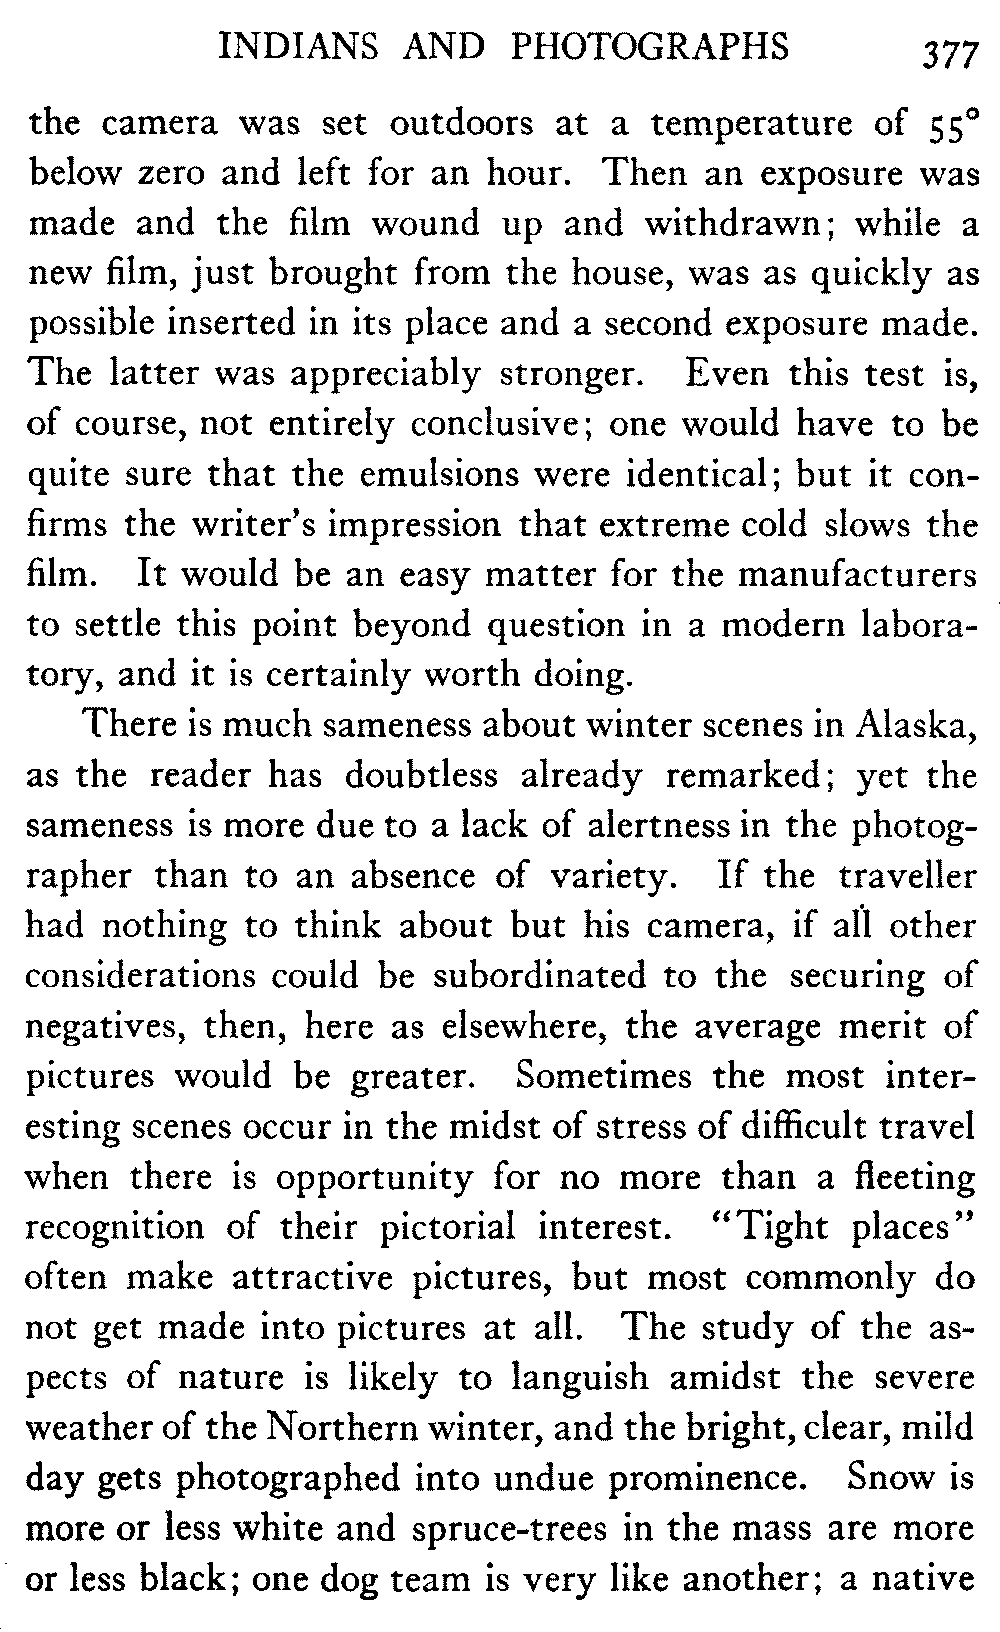 INDIANS AND PHOTOGRAPHS 377
the camera was set outdoors at a temperature of 55°
below zero and left for an hour. Then an exposure was
made and the film wound up and withdrawn; while a
new film, just brought from the house, was as quickly as
possible inserted in its place and a second exposure made.
The latter was appreciably stronger. Even this test is,
of course, not entirely conclusive; one would have to be
quite sure that the emulsions were identical; but it con-
firms the writer's impression that extreme cold slows the
film. It would be an easy matter for the manufacturers
to settle this point beyond question in a modern labora-
tory, and it is certainly worth doing.
There is much sameness about winter scenes in Alaska,
as the reader has doubtless already remarked; yet the
sameness is more due to a lack of alertness in the photog-
rapher than to an absence of variety. If the traveller
had nothing to think about but his camera, if all other
considerations could be subordinated to the securing of
negatives, then, here as elsewhere, the average merit of
pictures would be greater. Sometimes the most inter-
esting scenes occur in the midst of stress of difficult travel
when there is opportunity for no more than a fleeting
recognition of their pictorial interest. "Tight places"
often make attractive pictures, but most commonly do
not get made into pictures at all. The study of the as-
pects of nature is likely to languish amidst the severe
weather of the Northern winter, and the bright, clear, mild
day gets photographed into undue prominence. Snow is
more or less white and spruce-trees in the mass are more
or less black; one dog team is very like another; a native